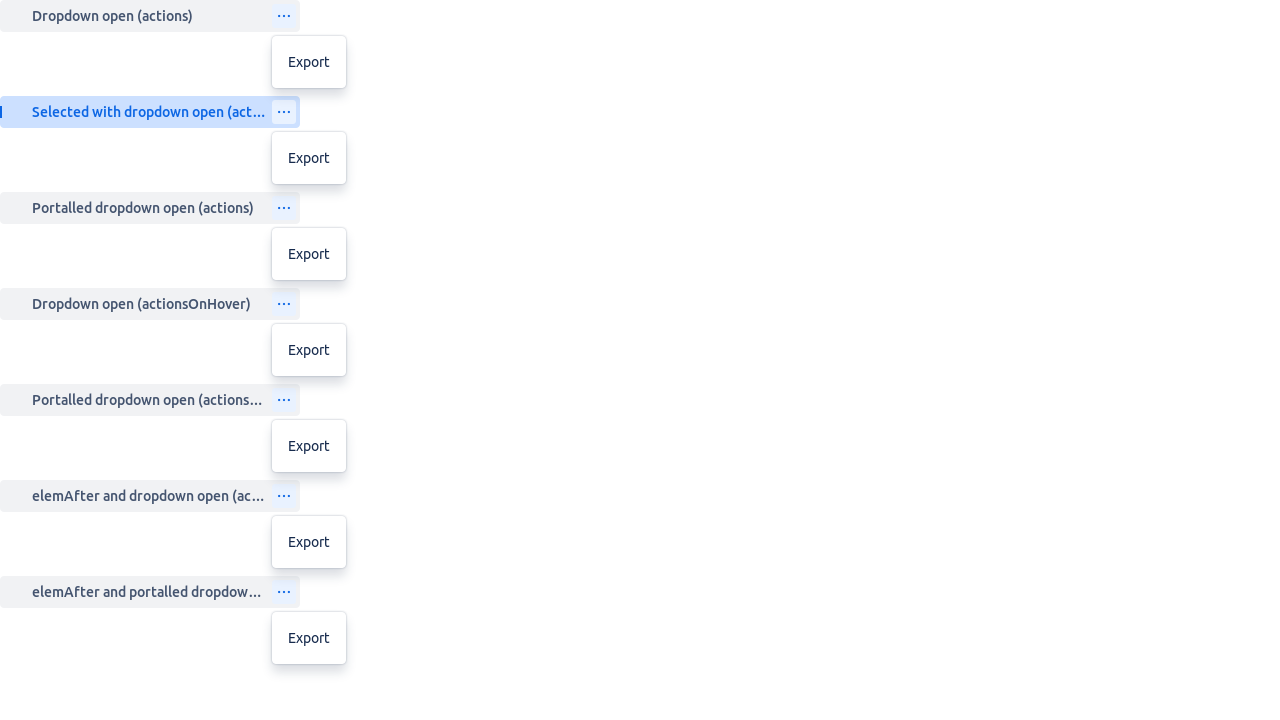 Dropdown open (actions)
Export
Selected with dropdown open (act...
Export
Portalled dropdown open (actions)
Export
Dropdown open (actionsOnHover)
Export
Portalled dropdown open (actions...
Export
elemAfter and dropdown open (ac...
Export
elemAfter and portalled dropdow...
Export